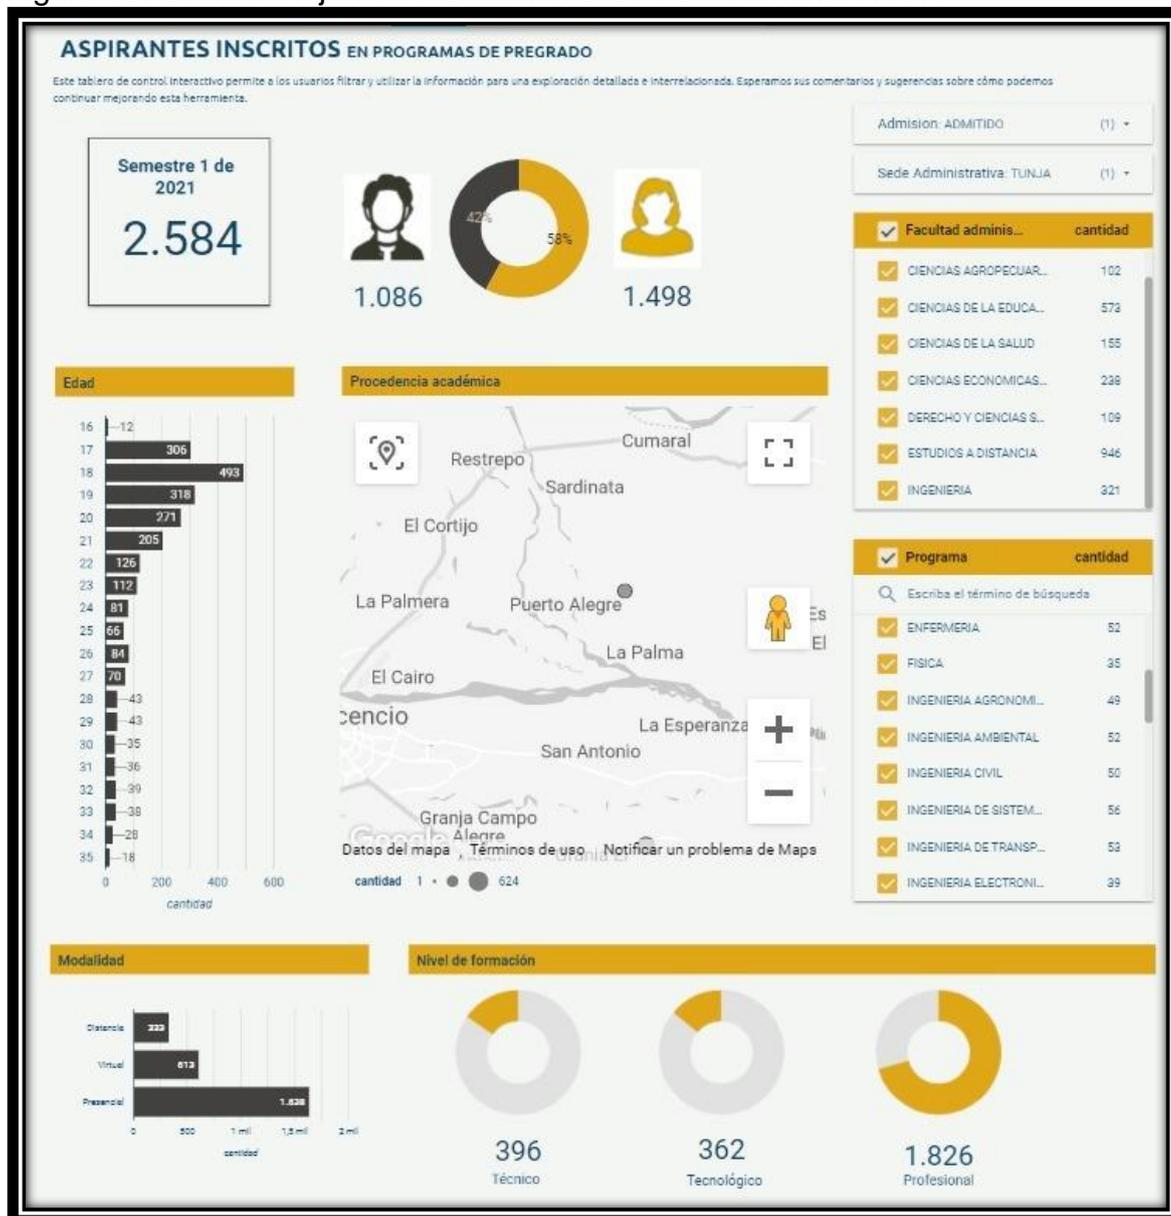 ASPIRANTES INSCRITOS EN PROGRAMAS DE PREGRADO
Este tablero de control interactivo permite a los usuarios filtrar y utilizar la información para una exploración detallada e interrelacionada. Esperamos sus comentarios y sugerencias sobre cómo podemos
continuar mejorando esta herramienta.
Semestre 1 de
2021
2.584
42%
58%
1.086
1.498
Admision: ADMITIDO (1)
Sede Administrativa: TUNJA (1)
Facultad adminis... cantidad
CIENCIAS AGROPECUAR... 102
CIENCIAS DE LA EDUCA... 573
CIENCIAS DE LA SALUD 155
CIENCIAS ECONOMICAS... 238
DERECHO Y CIENCIAS S... 109
ESTUDIOS A DISTANCIA 946
INGENIERIA 321
Edad
16 12
17 306
18 493
19 318
20 271
21 205
22 126
23 112
24 81
25 66
26 84
27 70
28 43
29 43
30 35
31 36
32 39
33 38
34 28
35 18
0 200 400 600
cantidad
Procedencia académica
Cumaral
Restrepo
Sardinata
El Cortijo
La Palmera
Puerto Alegre
Es
El
La Palma
El Cairo
cencio
La Esperanza
San Antonio
Granja Campo
Alegre
Google
Datos del mapa Términos de uso Notificar un problema de Maps
cantidad 1 624
Programa cantidad
Escriba el término de búsqueda
ENFERMERIA 52
FISICA 35
INGENIERIA AGRONOMI... 49
INGENIERIA AMBIENTAL 52
INGENIERIA CIVIL 50
INGENIERIA DE SISTEM... 56
INGENIERIA DE TRANSP... 53
INGENIERIA ELECTRONI... 39
Modalidad
Distancia 333
Virtual 613
Presencial 1.638
0 500 1 mil 1,5 mil 2 mil
cantidad
Nivel de formación
396
Técnico
362
Tecnológico
1.826
Profesional